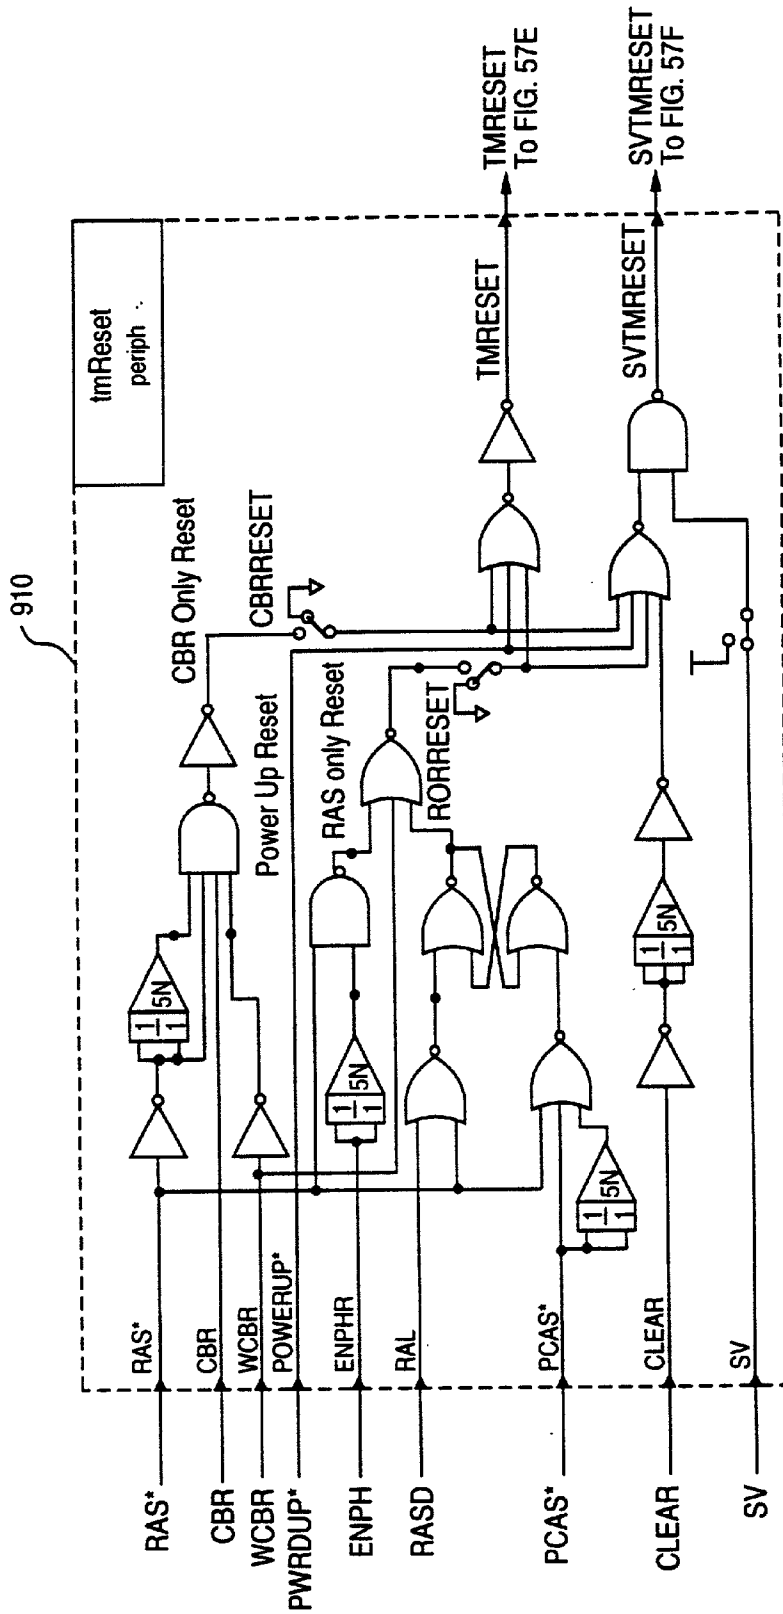 910
tmReset
periph
CBR Only Reset
CBRRESET
Power Up Reset
RAS only Reset
RORRESET
TMRESET
TMRESET
To FIG. 57E
SVTMRESET
SVTMRESET
To FIG. 57F
RAS*
RAS*
CBR
CBR
WCBR
WCBR
PWRDUP*
POWERUP*
ENPH
ENPHR
RASD
RAL
PCAS*
PCAS*
CLEAR
CLEAR
SV
SV
1
1
5N
1
1
5N
1
1
5N
1
1
5N